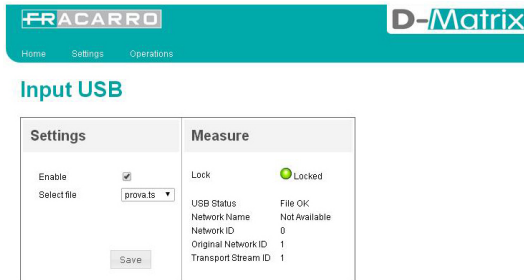 FRACARRO
D-Matrix
Home Settings Operations
Input USB
Settings
Enable
Select file prova.ts
Save
Measure
Lock Locked
USB Status File OK
Network Name Not Available
Network ID 0
Original Network ID 1
Transport Stream ID 1